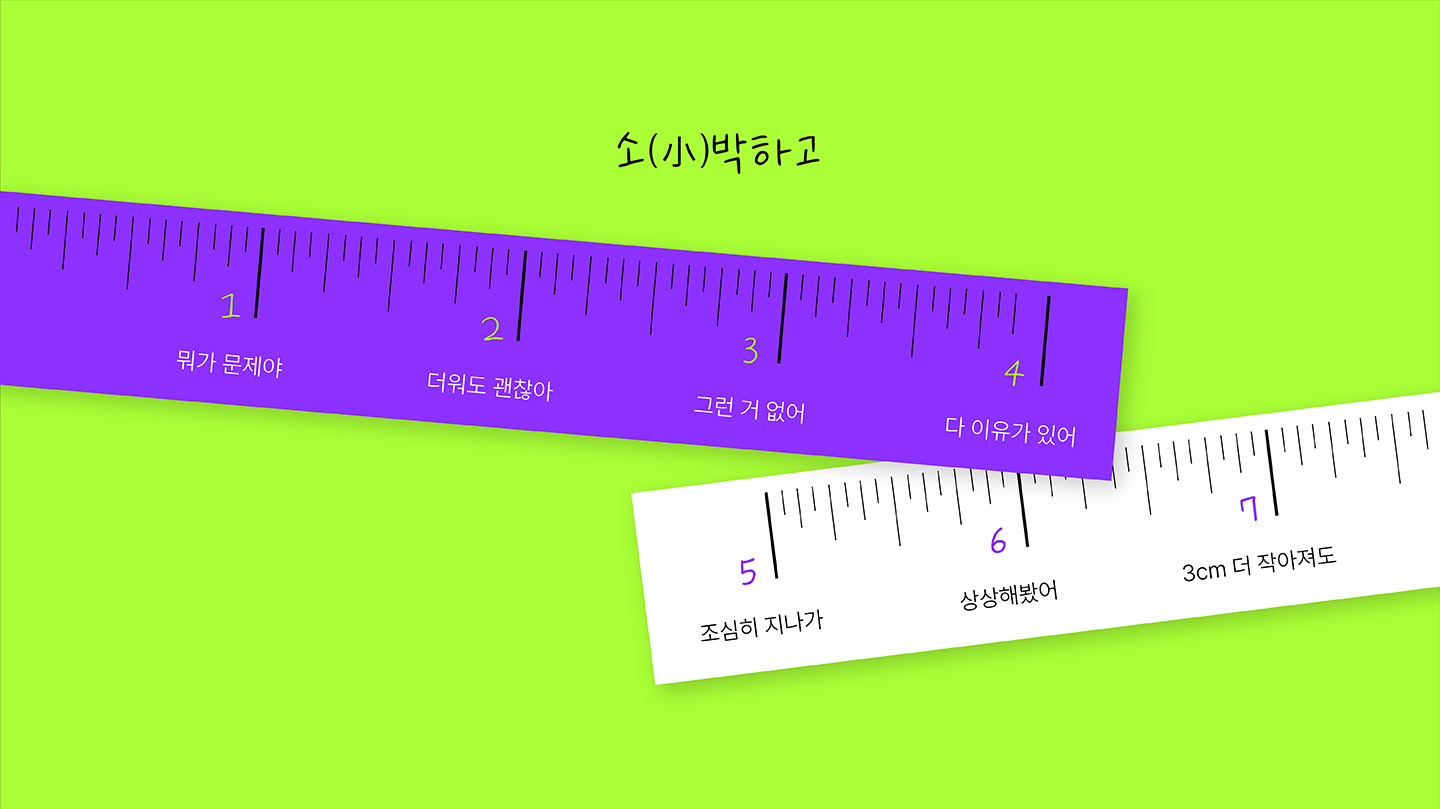 소(小)박하고
1
뭐가 문제야
2
더워도 괜찮아
3
그런 거 없어
4
다 이유가 있어
5
조심히 지나가
6
상상해봤어
7
3cm 더 작아져도